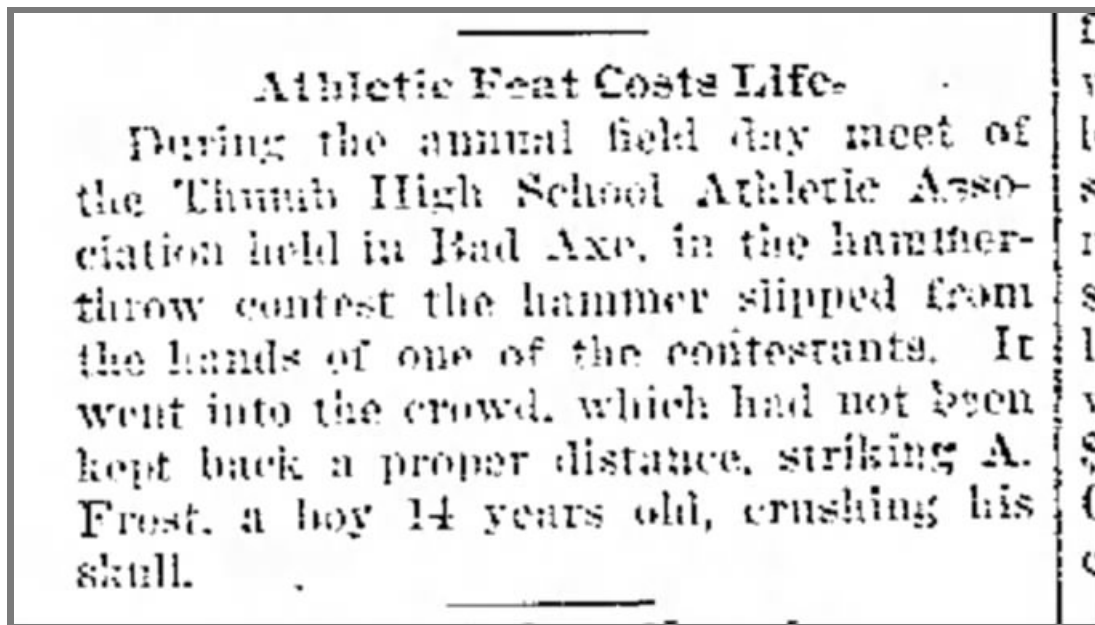 Athletic Feat Costs Life.
During the annual field day meet of
the Thumb High School Athletic Asso-
ciation held in Bad Axe, in the hammer-
throw contest the hammer slipped from
the hands of one of the contestants. It
went into the crowd, which had not been
kept back a proper distance, striking A.
Frost, a boy 14 years old, crushing his
skull.